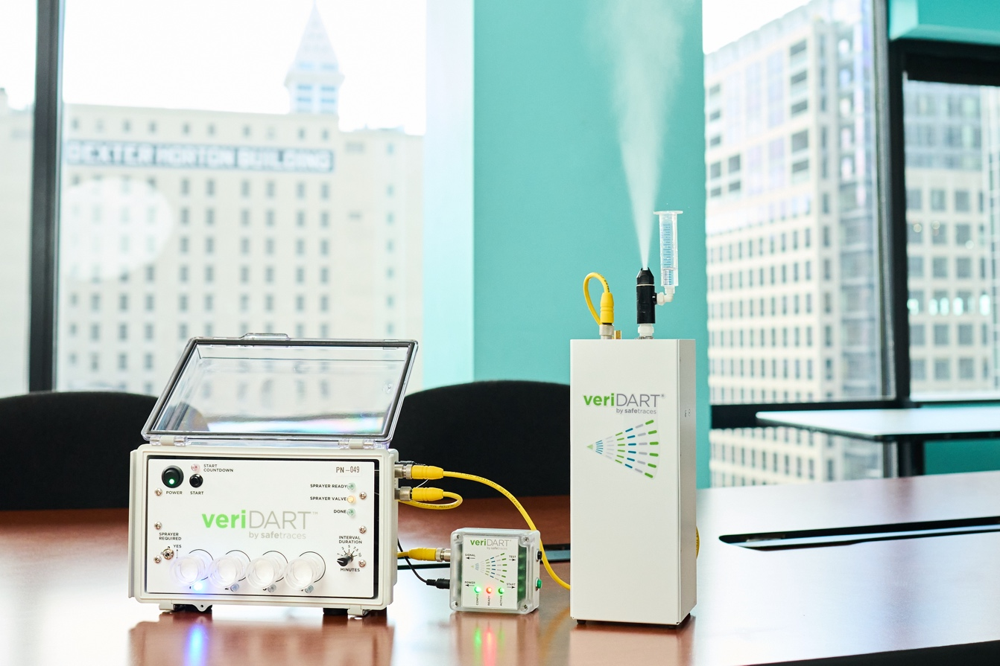 DEXTER HORTON BUILDING
START
COUNTDOWN
POWER
START
PN-049
SPRAYER READY
SPRAYER VALVE
DONE
veriDART™
by safetraces
SPRAYER
REQUIRED
YES
INTERVAL
DURATION
MINUTES
veriDART
by safetraces
SIGNAL
TEST
POWER
START
CONFIG
READY
ACTIVE
veriDART®
by safetraces